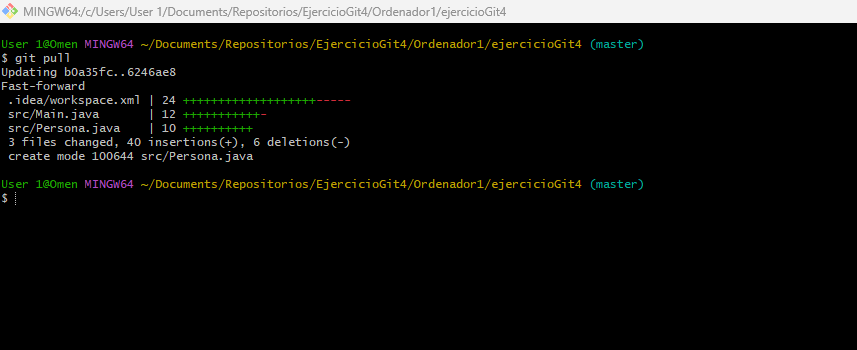 MINGW64:/c/Users/User 1/Documents/Repositorios/EjercicioGit4/Ordenador1/ejercicioGit4
User 1@Omen MINGW64 ~/Documents/Repositorios/EjercicioGit4/Ordenador1/ejercicioGit4 (master)
$ git pull
Updating b0a35fc..6246ae8
Fast-forward
 .idea/workspace.xml | 24 +++++++++++++++++++-----
 src/Main.java       | 12 +++++++++++-
 src/Persona.java    | 10 ++++++++++
 3 files changed, 40 insertions(+), 6 deletions(-)
 create mode 100644 src/Persona.java
User 1@Omen MINGW64 ~/Documents/Repositorios/EjercicioGit4/Ordenador1/ejercicioGit4 (master)
$